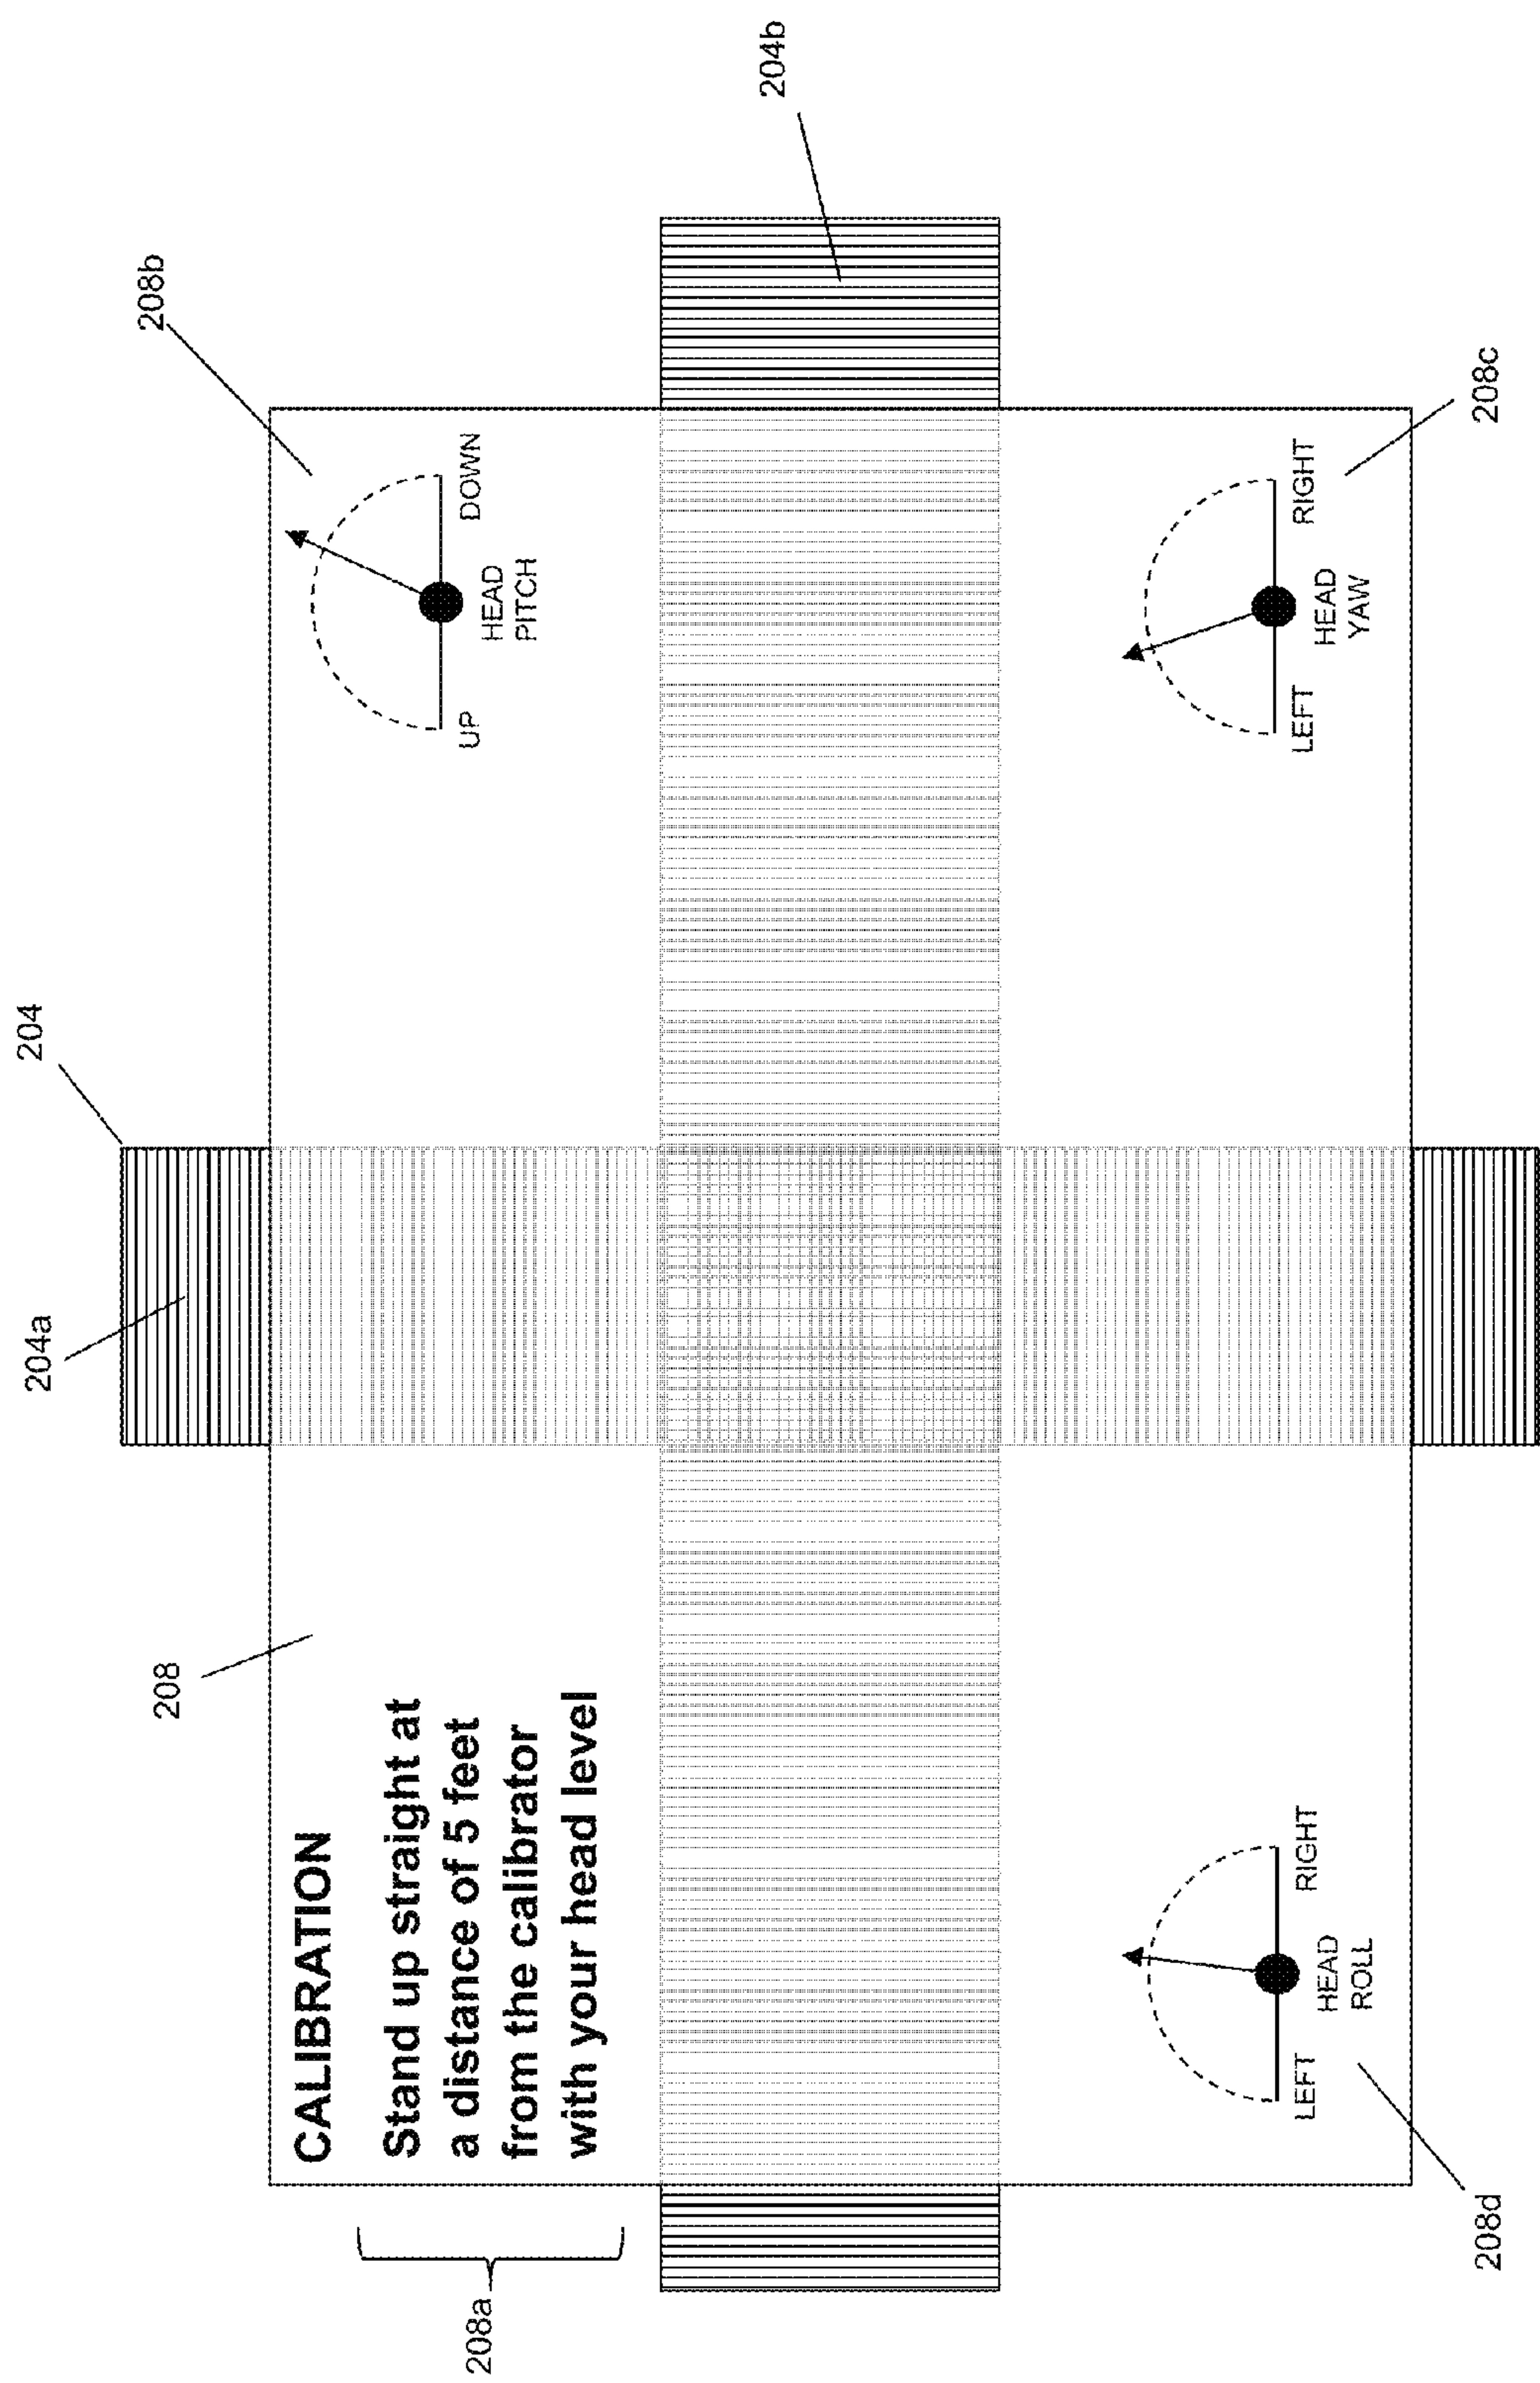 204a
204
208
208b
CALIBRATION
Stand up straight at
a distance of 5 feet
from the calibrator
with your head level
208a
UP
DOWN
HEAD
PITCH
204b
LEFT
RIGHT
HEAD
ROLL
LEFT
RIGHT
HEAD
YAW
208d
208c